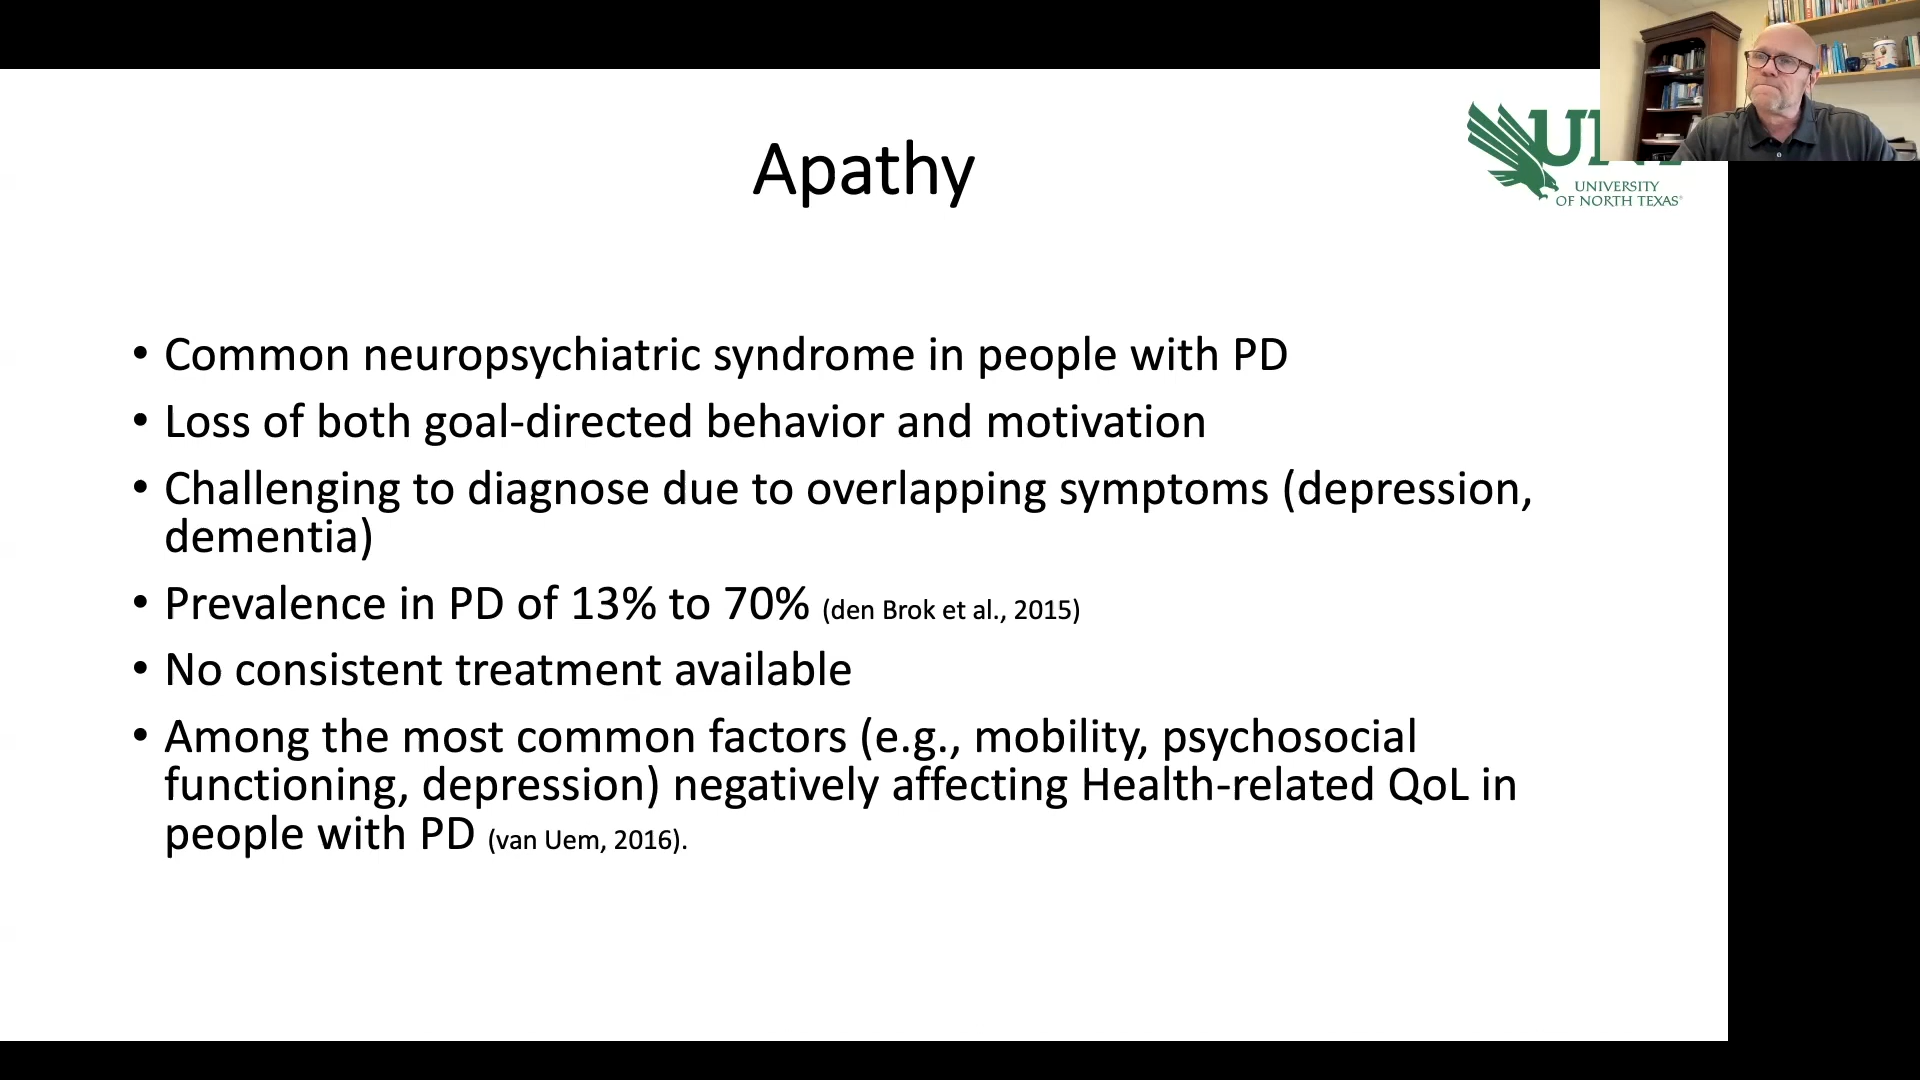 Apathy
UNIVERSITY
OF NORTH TEXAS
• Common neuropsychiatric syndrome in people with PD
• Loss of both goal-directed behavior and motivation
• Challenging to diagnose due to overlapping symptoms (depression,
dementia)
• Prevalence in PD of 13% to 70% (den Brok et al., 2015)
• No consistent treatment available
• Among the most common factors (e.g., mobility, psychosocial
functioning, depression) negatively affecting Health-related QoL in
people with PD (van Uem, 2016).